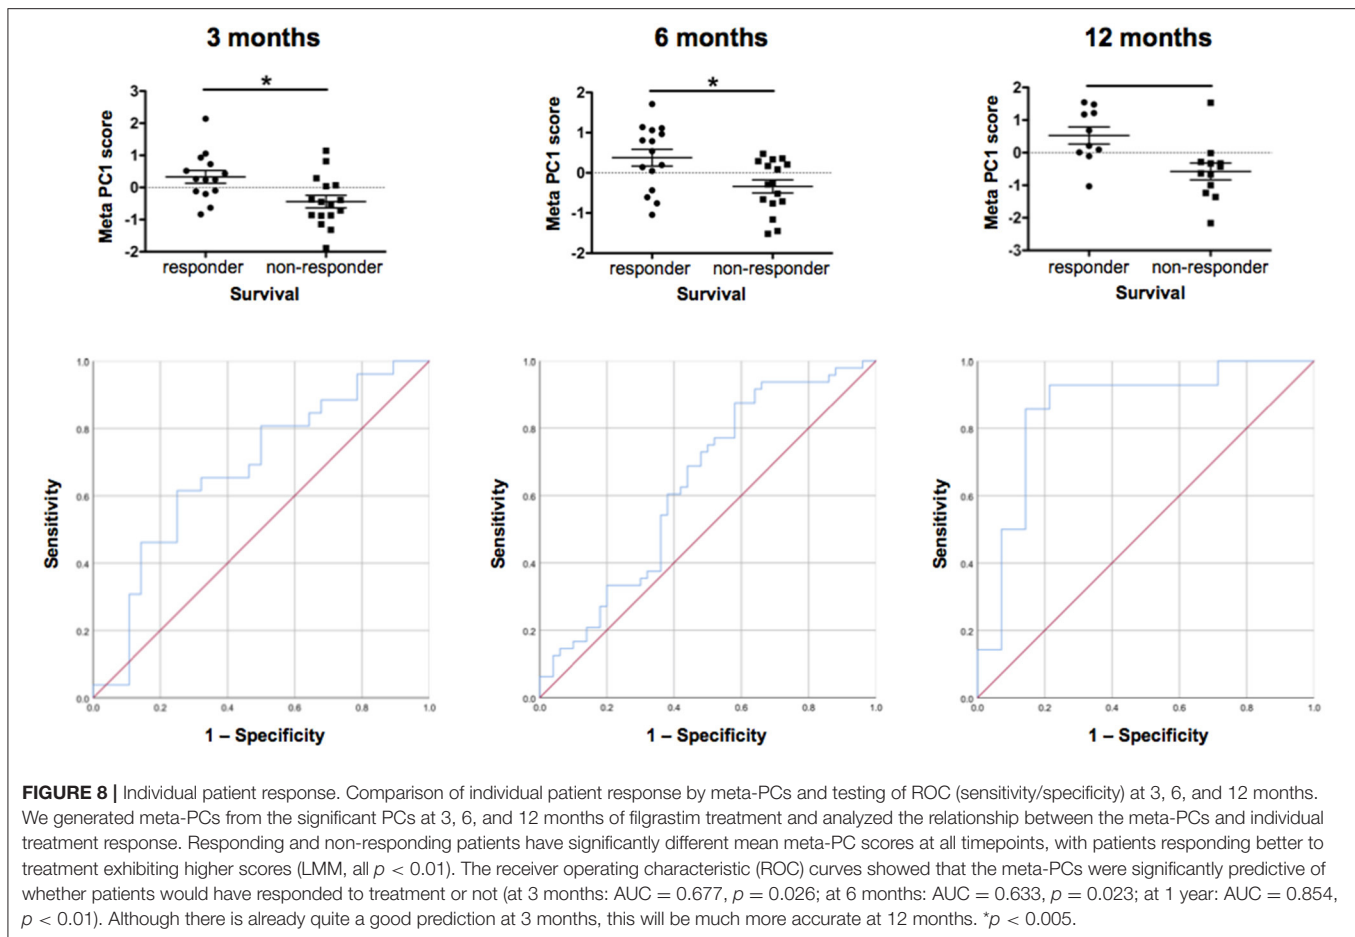 3 months
6 months
12 months
*
*
Meta PC1 score
3
2
1
0
-1
-2
responder
non-responder
Survival
Meta PC1 score
2
1
0
-1
-2
responder
non-responder
Survival
Meta PC1 score
2
1
0
-1
-2
-3
responder
non-responder
Survival
Sensitivity
1.0
0.8
0.6
0.4
0.2
0.0
0.0 0.2 0.4 0.6 0.8 1.0
1 – Specificity
Sensitivity
1.0
0.8
0.6
0.4
0.2
0.0
0.0 0.2 0.4 0.6 0.8 1.0
1 – Specificity
Sensitivity
1.0
0.8
0.6
0.4
0.2
0.0
0.0 0.2 0.4 0.6 0.8 1.0
1 – Specificity
FIGURE 8 | Individual patient response. Comparison of individual patient response by meta-PCs and testing of ROC (sensitivity/specificity) at 3, 6, and 12 months.
We generated meta-PCs from the significant PCs at 3, 6, and 12 months of filgrastim treatment and analyzed the relationship between the meta-PCs and individual
treatment response. Responding and non-responding patients have significantly different mean meta-PC scores at all timepoints, with patients responding better to
treatment exhibiting higher scores (LMM, all p < 0.01). The receiver operating characteristic (ROC) curves showed that the meta-PCs were significantly predictive of
whether patients would have responded to treatment or not (at 3 months: AUC = 0.677, p = 0.026; at 6 months: AUC = 0.633, p = 0.023; at 1 year: AUC = 0.854,
p < 0.01). Although there is already quite a good prediction at 3 months, this will be much more accurate at 12 months. *p < 0.005.